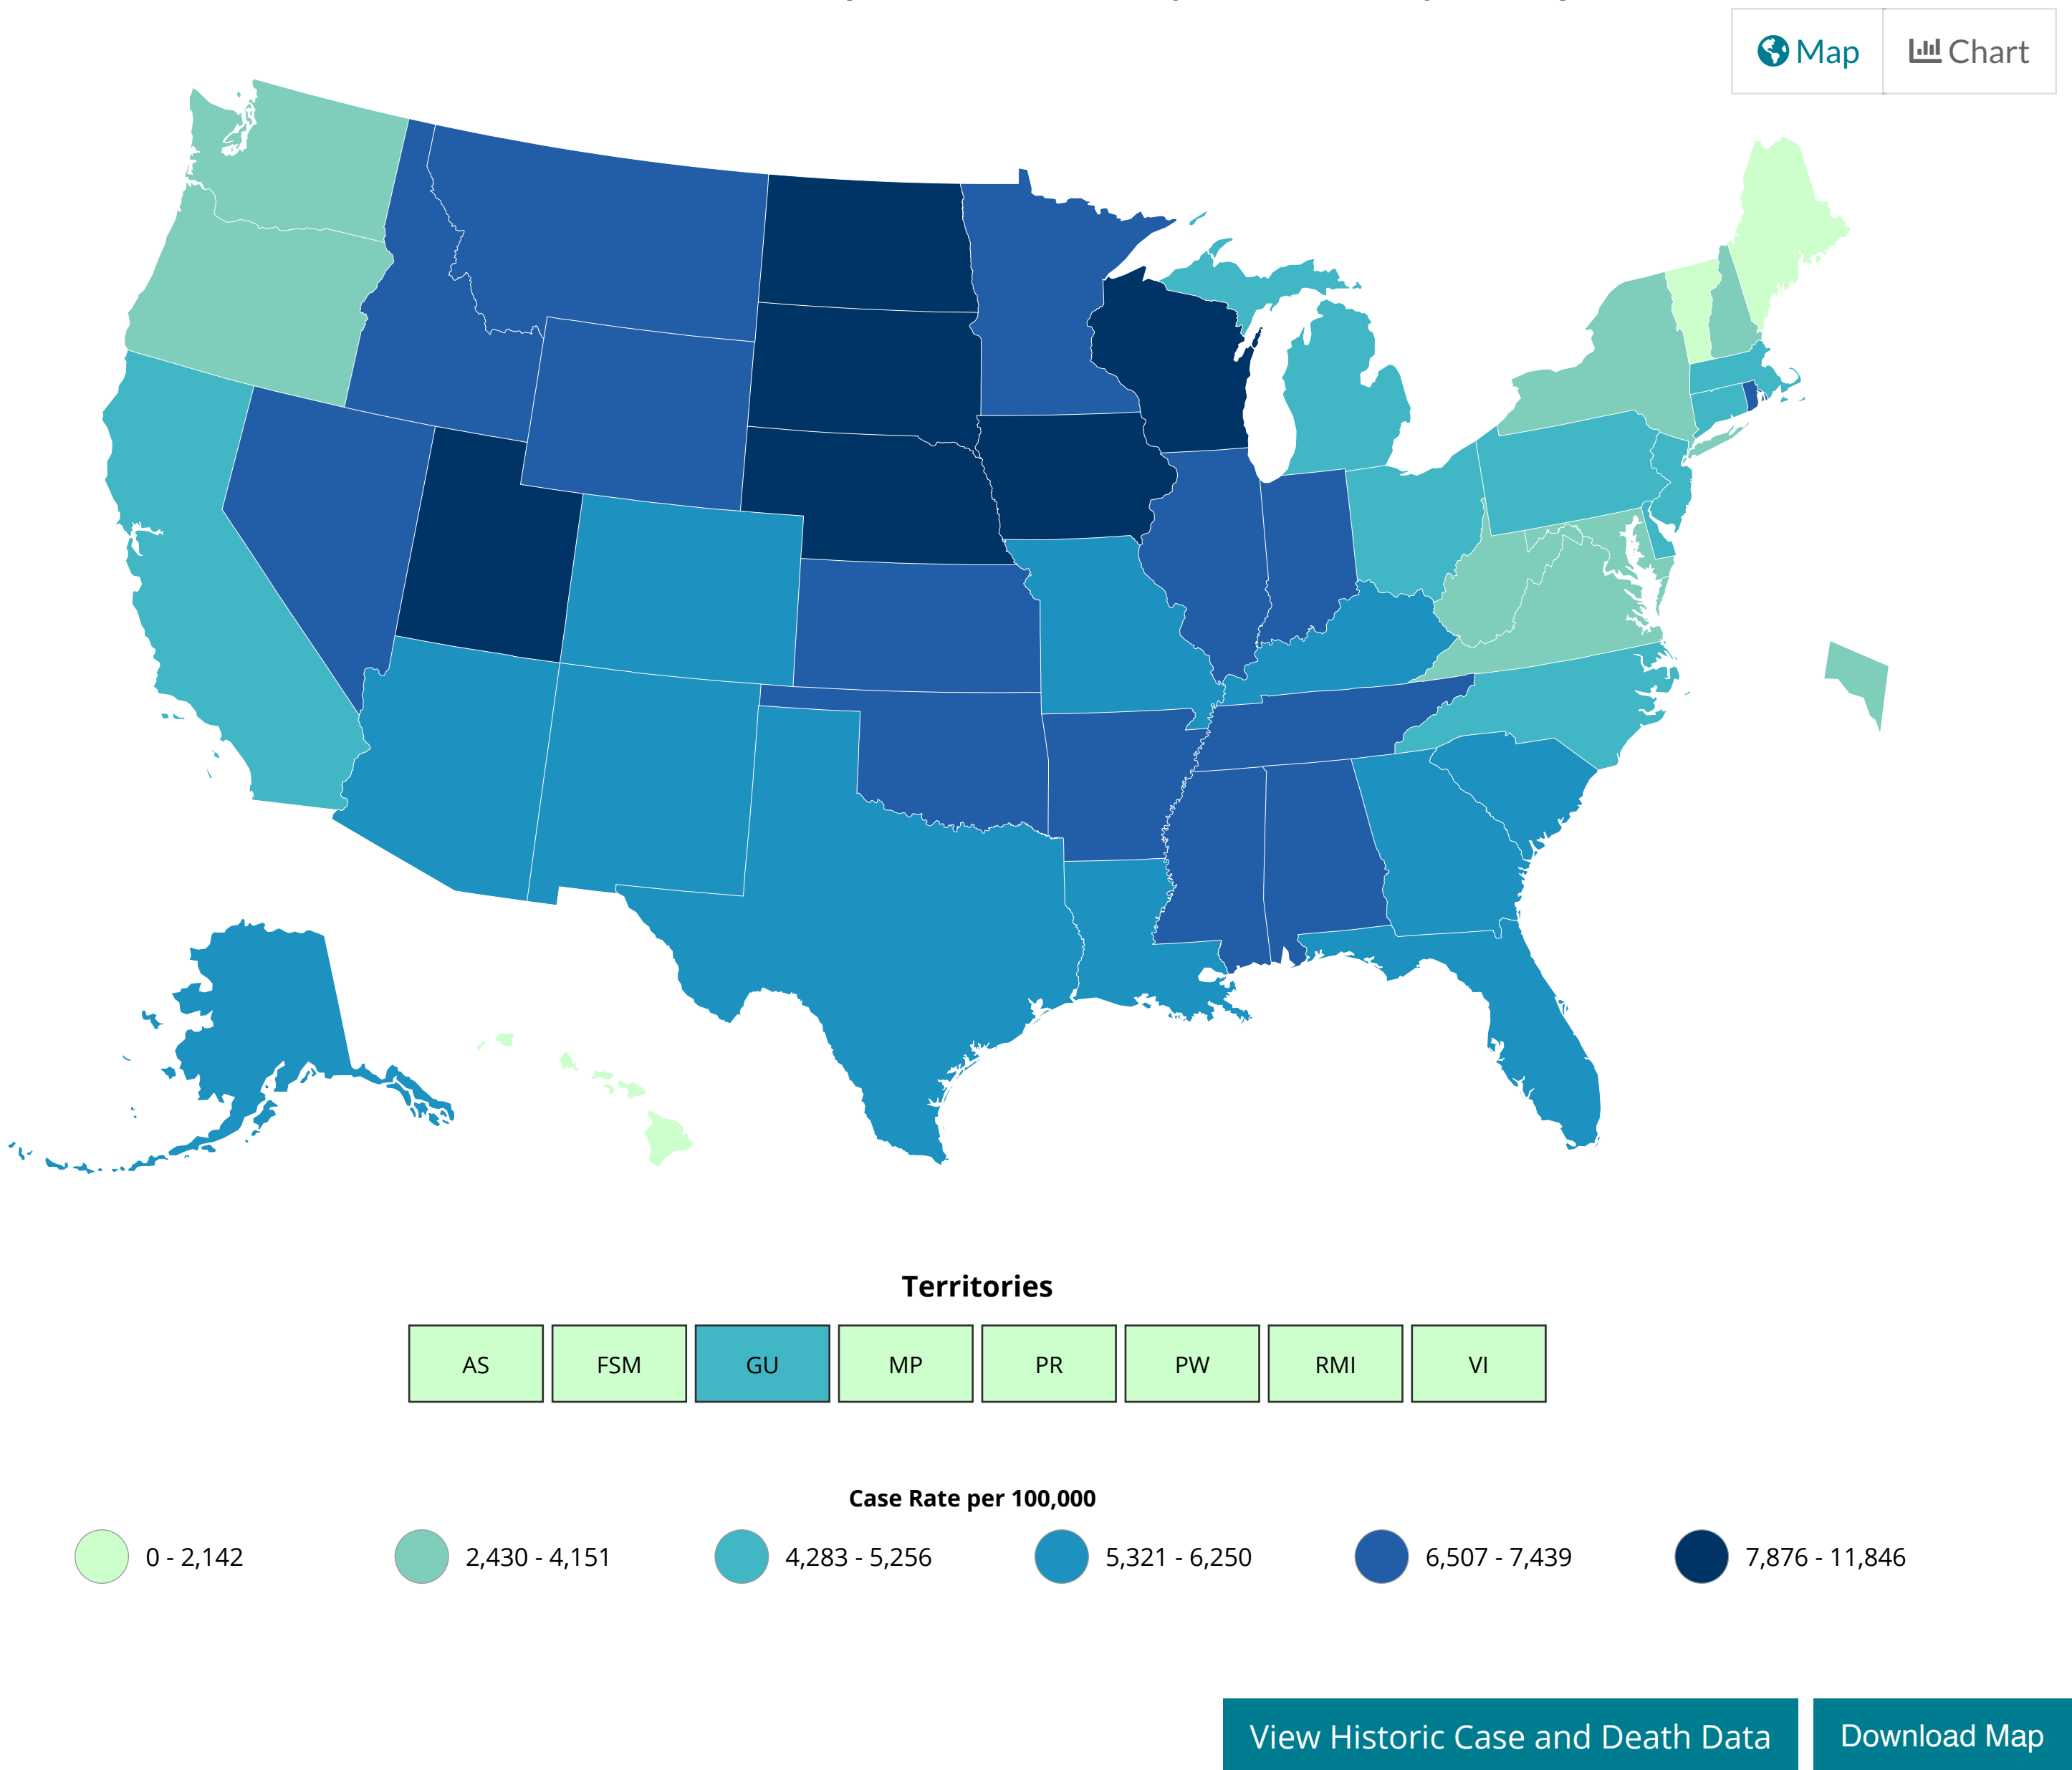 Map
Chart
Territories
AS
FSM
GU
MP
PR
PW
RMI
VI
Case Rate per 100,000
0 - 2,142
2,430 - 4,151
4,283 - 5,256
5,321 - 6,250
6,507 - 7,439
7,876 - 11,846
View Historic Case and Death Data
Download Map